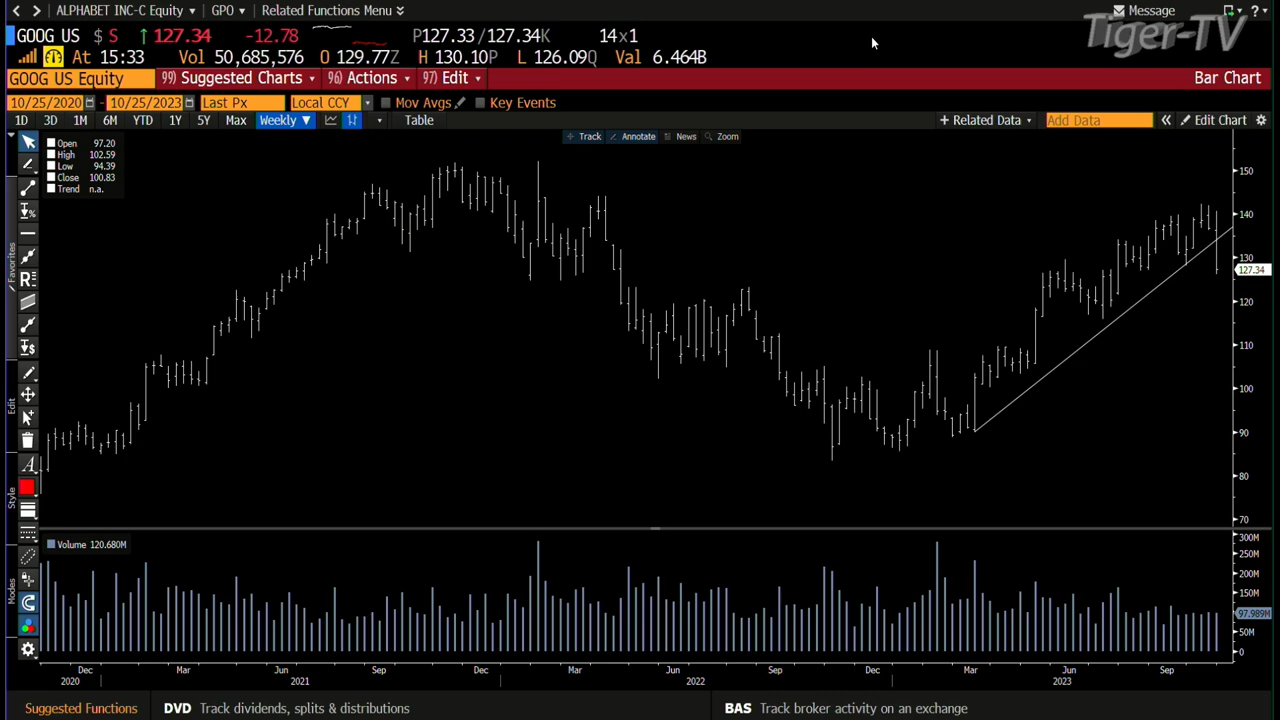 ALPHABET INC-C Equity GPO Related Functions Menu Message ?
Tiger-TV
GOOG US $ S 127.34 -12.78 P127.33/127.34K 14x1
At 15:33 Vol 50,685,576 O 129.77Z H 130.10P L 126.09Q Val 6.464B
GOOG US Equity 99) Suggested Charts 96) Actions 97) Edit Bar Chart
10/25/2020 - 10/25/2023 Last Px Local CCY Mov Avgs Key Events
1D 3D 1M 6M YTD 1Y 5Y Max Weekly Table + Related Data Add Data Edit Chart
Track Annotate News Zoom
Open 97.20
High 102.59
Low 94.39
Close 100.83
Trend n.a.
150
140
130
127.34
120
110
100
90
80
70
Favorites
Edit
Style
Modes
Volume 120.680M
300M
250M
200M
150M
97.989M
50M
0
Dec Mar Jun Sep Dec Mar Jun Sep Dec Mar Jun Sep
2020 2021 2022 2023
Suggested Functions DVD Track dividends, splits & distributions BAS Track broker activity on an exchange